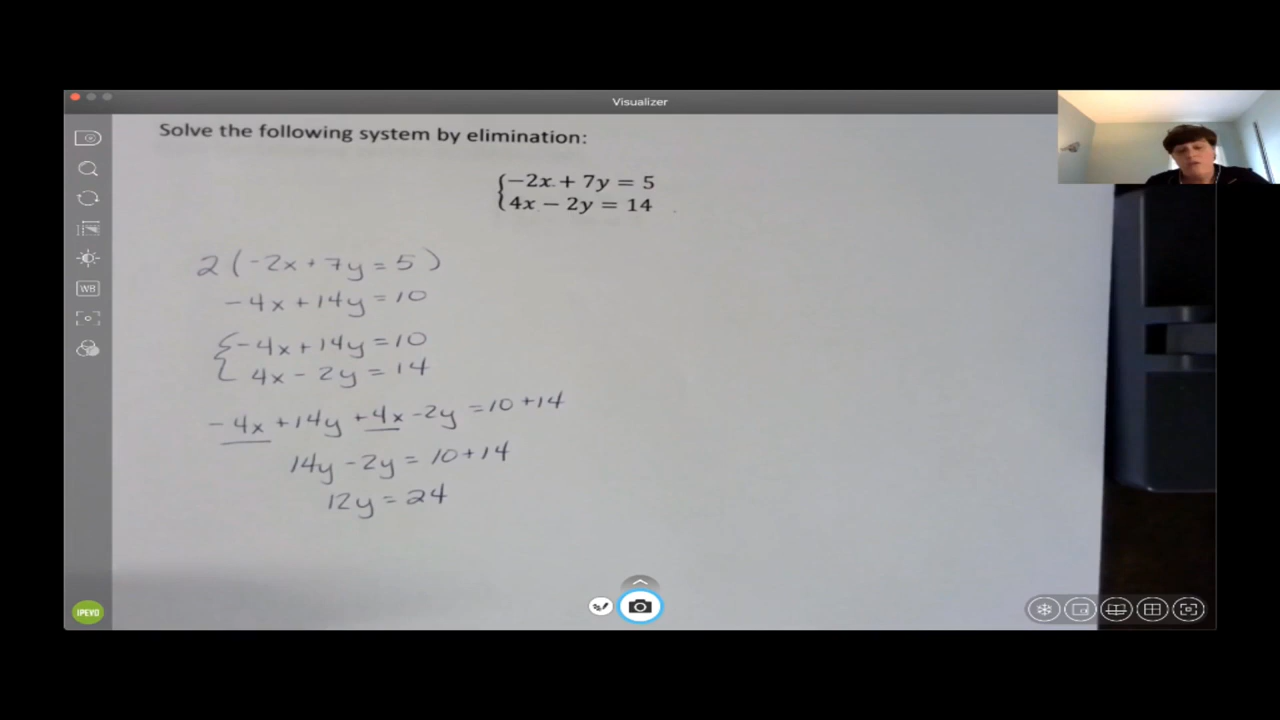 Visualizer
Solve the following system by elimination:
−2x + 7y = 5
4x − 2y = 14
2(-2x+7y=5)
-4x+14y=10
-4x+14y=10
4x-2y=14
-4x+14y+4x-2y=10+14
14y-2y=10+14
12y=24
WB
IPEVO